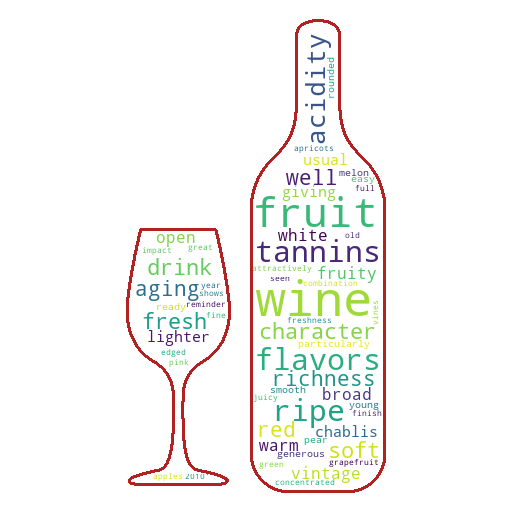 acidity
rounded
apricots
usual
well
melon
easy
giving
full
fruit
white
old
tannins
fruity
attractively
seen
combination
wine
vines
freshness
character
particularly
flavors
richness
smooth
broad
juicy
young
ripe
finish
red
chablis
pear
warm
generous
soft
green
grapefruit
vintage
concentrated
open
impact
great
drink
aging
year
shows
ready
reminder
fresh
fine
lighter
edged
pink
apples
2010